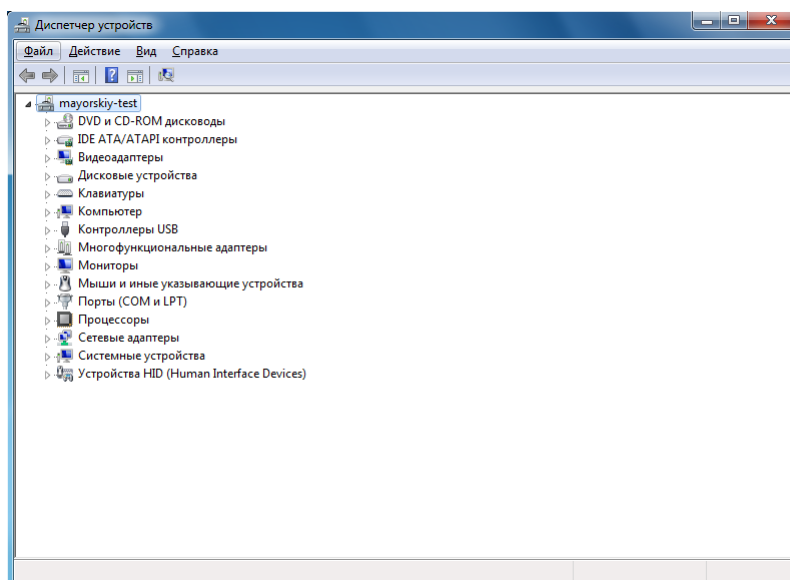 Диспетчер устройств
Файл Действие Вид Справка
mayorskiy-test
DVD и CD-ROM дисководы
IDE ATA/ATAPI контроллеры
Видеоадаптеры
Дисковые устройства
Клавиатуры
Компьютер
Контроллеры USB
Многофункциональные адаптеры
Мониторы
Мыши и иные указывающие устройства
Порты (COM и LPT)
Процессоры
Сетевые адаптеры
Системные устройства
Устройства HID (Human Interface Devices)